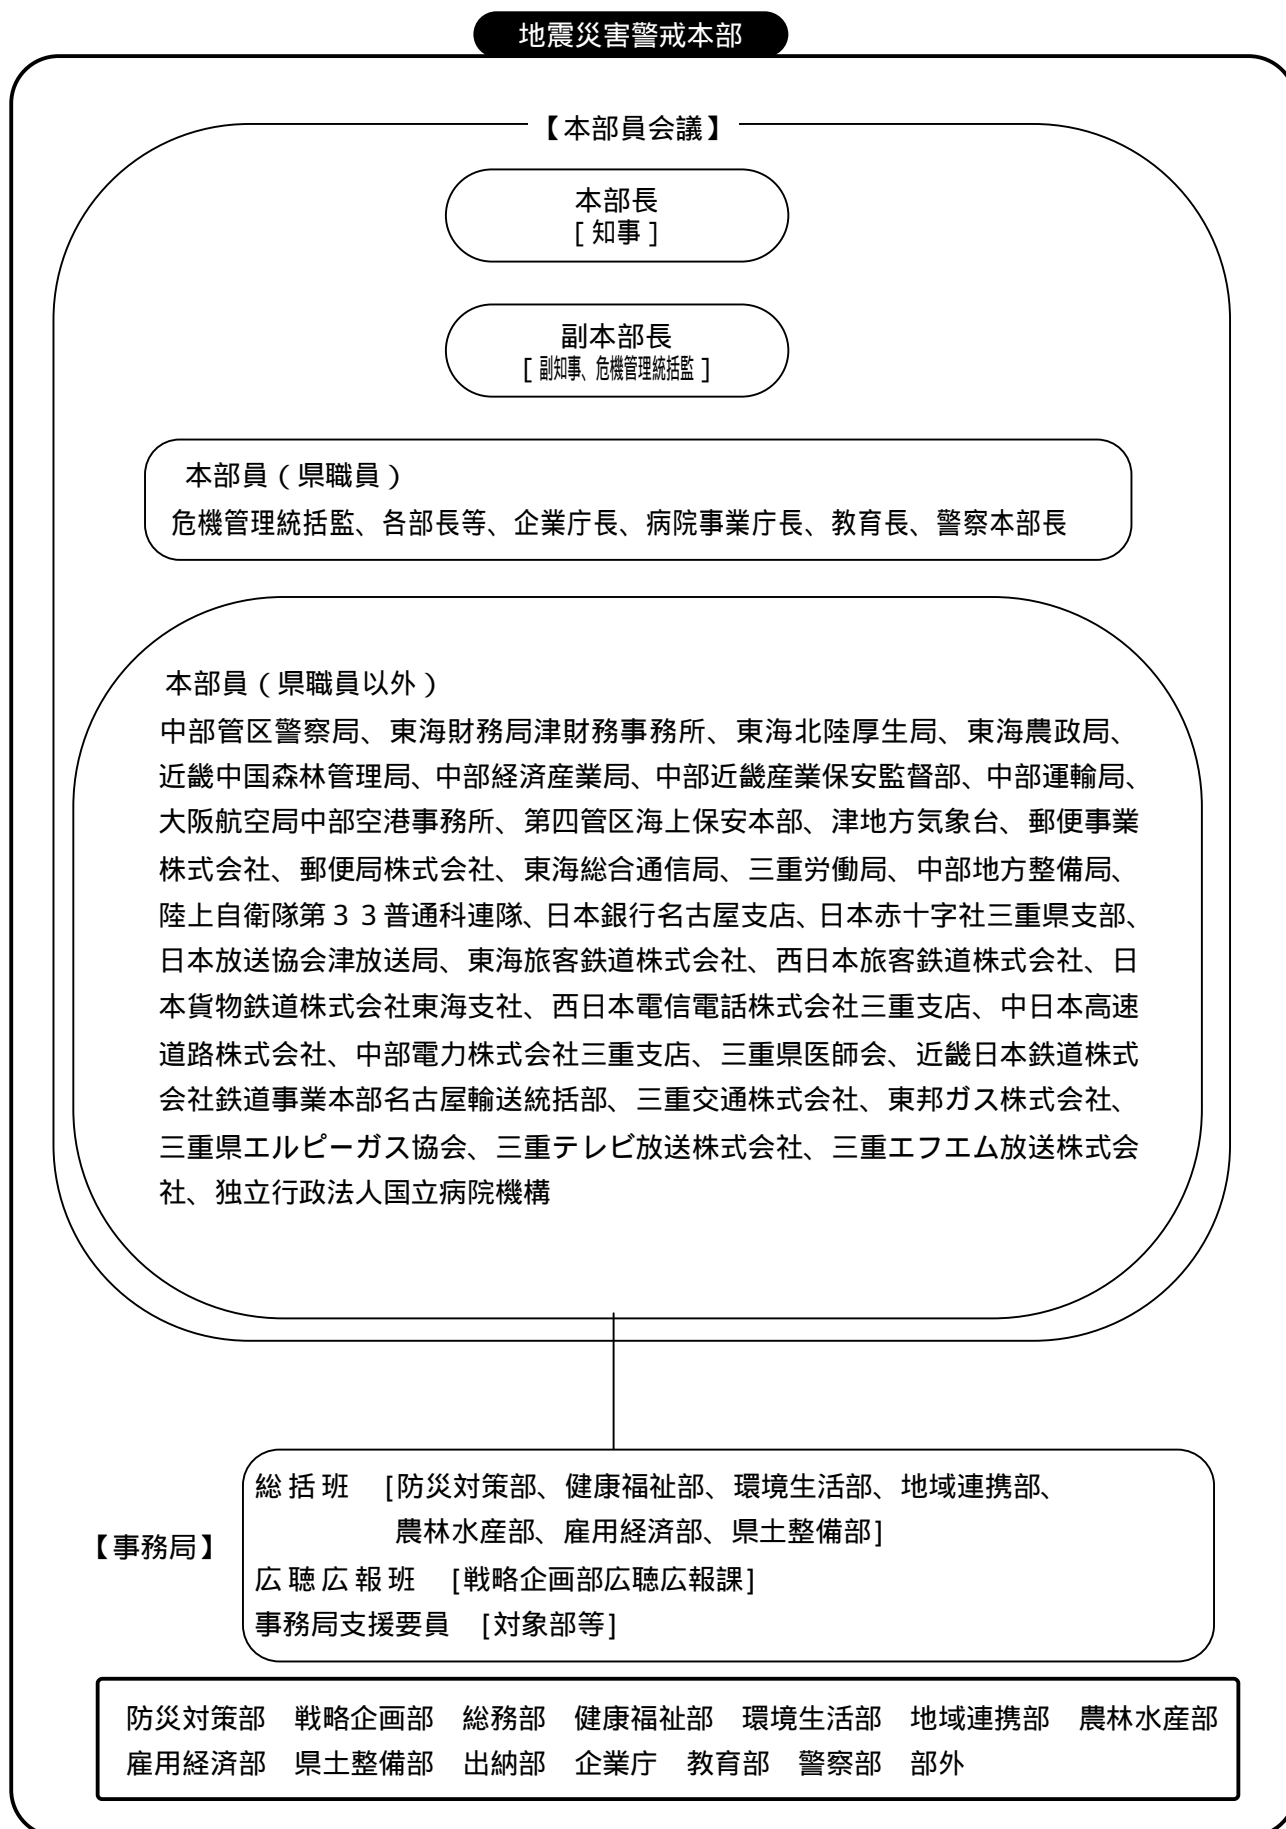 地震災害警戒本部
【本部員会議】
本部長
[ 知事 ]
副本部長
[ 副知事、危機管理統括監 ]
本部員（県職員）
危機管理統括監、各部長等、企業庁長、病院事業庁長、教育長、警察本部長
本部員（県職員以外）
中部管区警察局、東海財務局津財務事務所、東海北陸厚生局、東海農政局、
近畿中国森林管理局、中部経済産業局、中部近畿産業保安監督部、中部運輸局、
大阪航空局中部空港事務所、第四管区海上保安本部、津地方気象台、郵便事業
株式会社、郵便局株式会社、東海総合通信局、三重労働局、中部地方整備局、
陸上自衛隊第３３普通科連隊、日本銀行名古屋支店、日本赤十字社三重県支部、
日本放送協会津放送局、東海旅客鉄道株式会社、西日本旅客鉄道株式会社、日
本貨物鉄道株式会社東海支社、西日本電信電話株式会社三重支店、中日本高速
道路株式会社、中部電力株式会社三重支店、三重県医師会、近畿日本鉄道株式
会社鉄道事業本部名古屋輸送統括部、三重交通株式会社、東邦ガス株式会社、
三重県エルピーガス協会、三重テレビ放送株式会社、三重エフエム放送株式会
社、独立行政法人国立病院機構
総括班　[防災対策部、健康福祉部、環境生活部、地域連携部、
農林水産部、雇用経済部、県土整備部]
【事務局】
広聴広報班　[戦略企画部広聴広報課]
事務局支援要員　[対象部等]
防災対策部　戦略企画部　総務部　健康福祉部　環境生活部　地域連携部　農林水産部
雇用経済部　県土整備部　出納部　企業庁　教育部　警察部　部外